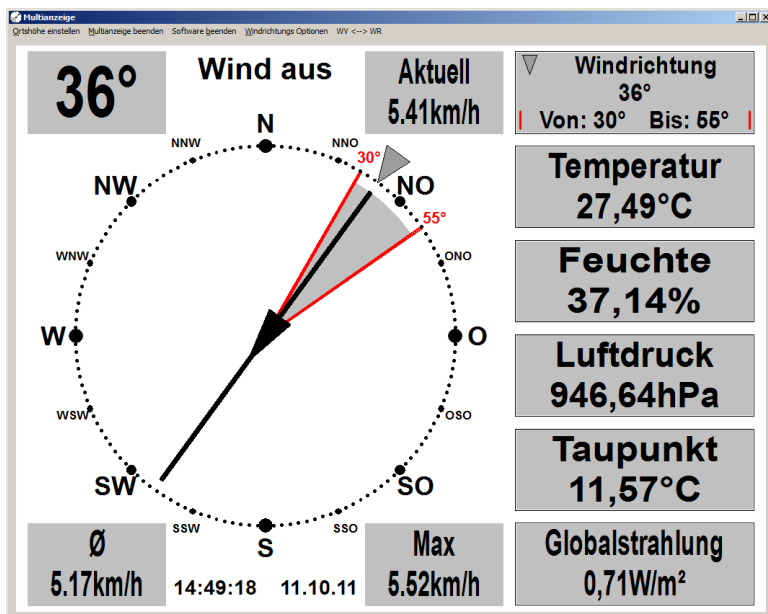 Multianzeige
Ortshöhe einstellen Multianzeige beenden Software beenden Windrichtungs Optionen WV <--> WR
36°
Wind aus
Aktuell
5.41km/h
N
NNW
NNO
30°
NW
NO
55°
WNW
ONO
W
O
WSW
OSO
SW
SO
SSW
SSO
S
Ø
5.17km/h
14:49:18 11.10.11
Max
5.52km/h
Windrichtung
36°
Von: 30° Bis: 55°
Temperatur
27,49°C
Feuchte
37,14%
Luftdruck
946,64hPa
Taupunkt
11,57°C
Globalstrahlung
0,71W/m²